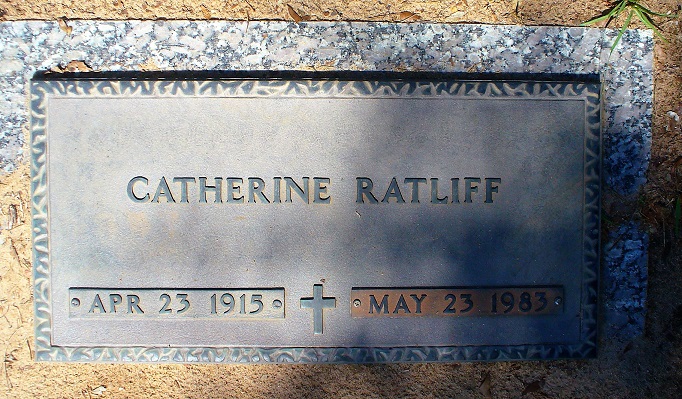 CATHERINE RATLIFF
APR 23 1915 MAY 23 1983